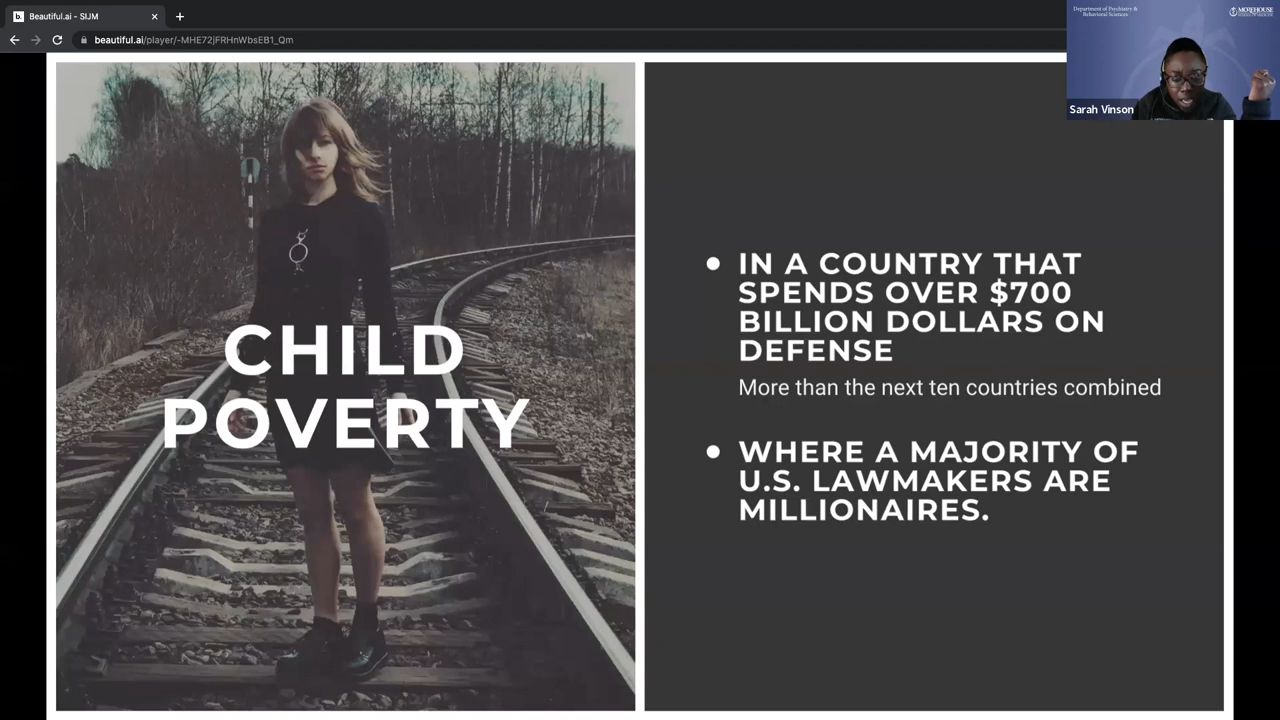 Beautiful.ai - SIJM
beautiful.ai/player/-MHE72jFRHnWbsEB1_Qm
Department of Psychiatry &
Behavioral Sciences
MOREHOUSE
Sarah Vinson
CHILD
POVERTY
IN A COUNTRY THAT
SPENDS OVER $700
BILLION DOLLARS ON
DEFENSE
More than the next ten countries combined
WHERE A MAJORITY OF
U.S. LAWMAKERS ARE
MILLIONAIRES.